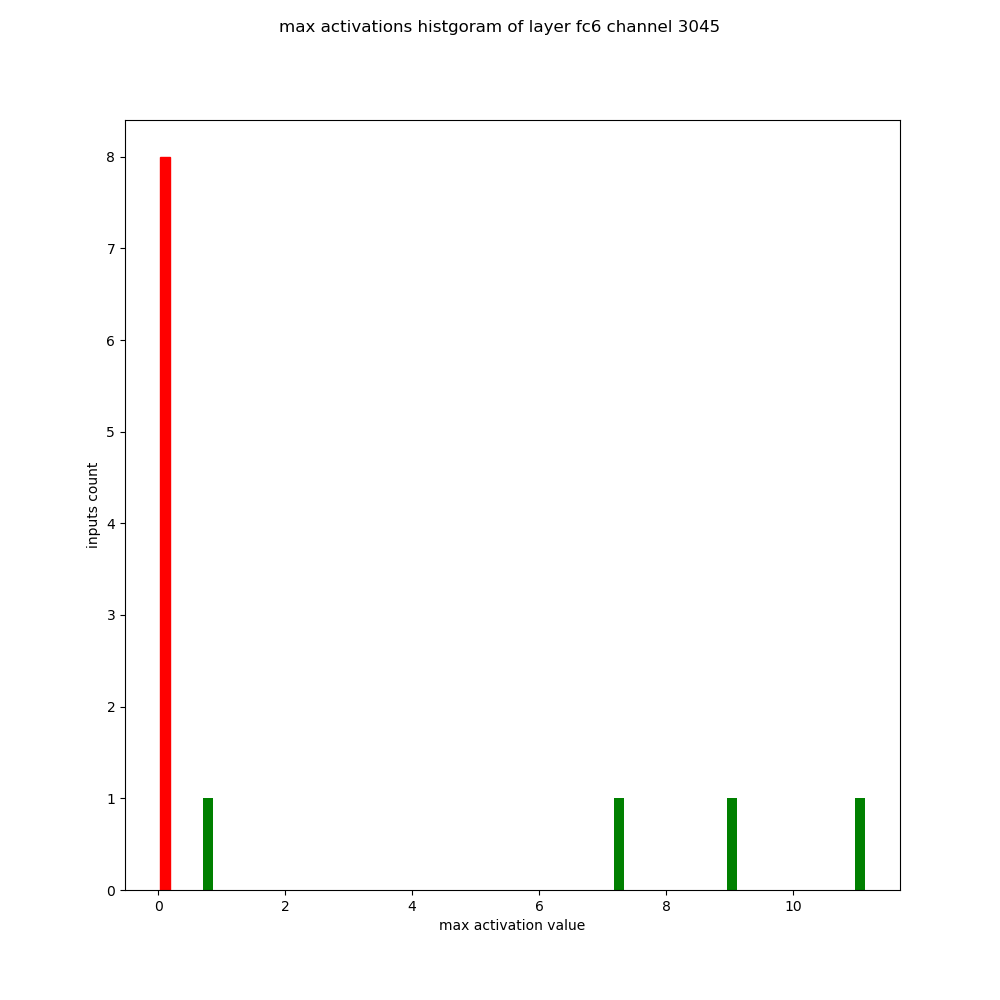 max activations histgoram of layer fc6 channel 3045
8
7
6
5
4
3
2
1
0
inputs count
0 2 4 6 8 10
max activation value